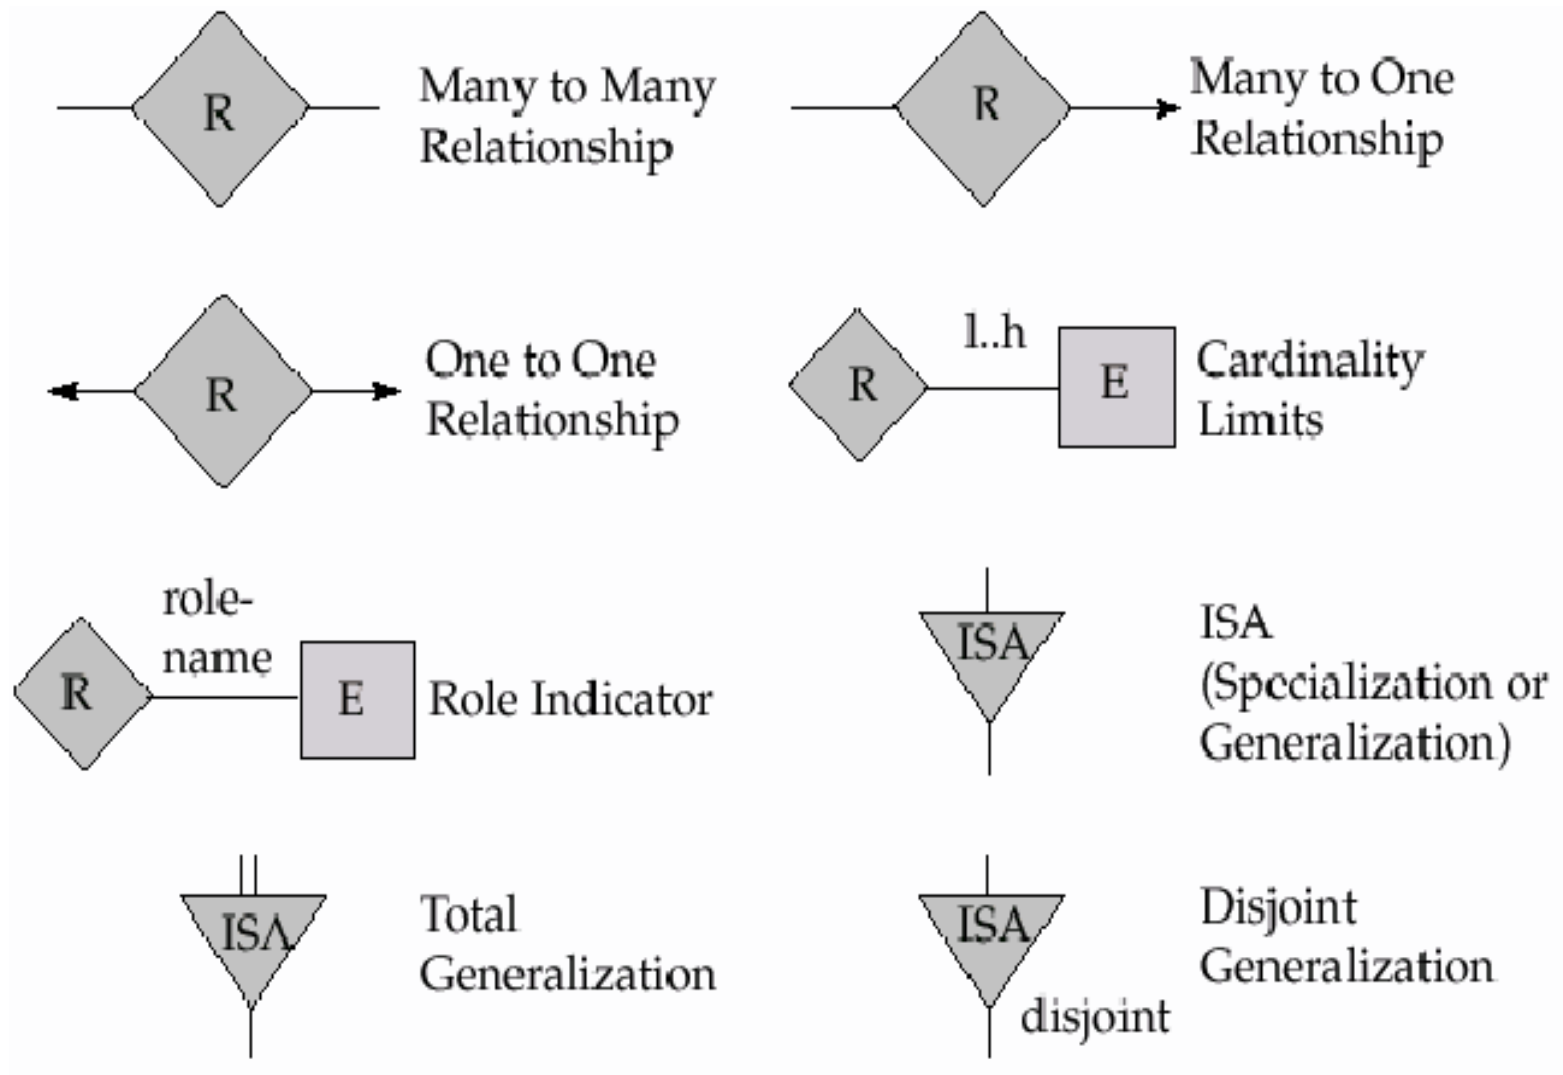 R
Many to Many
Relationship
R
Many to One
Relationship
R
One to One
Relationship
R
l..h
E
Cardinality
Limits
R
role-
name
E
Role Indicator
ISA
ISA
(Specialization or
Generalization)
ISA
Total
Generalization
ISA
disjoint
Disjoint
Generalization